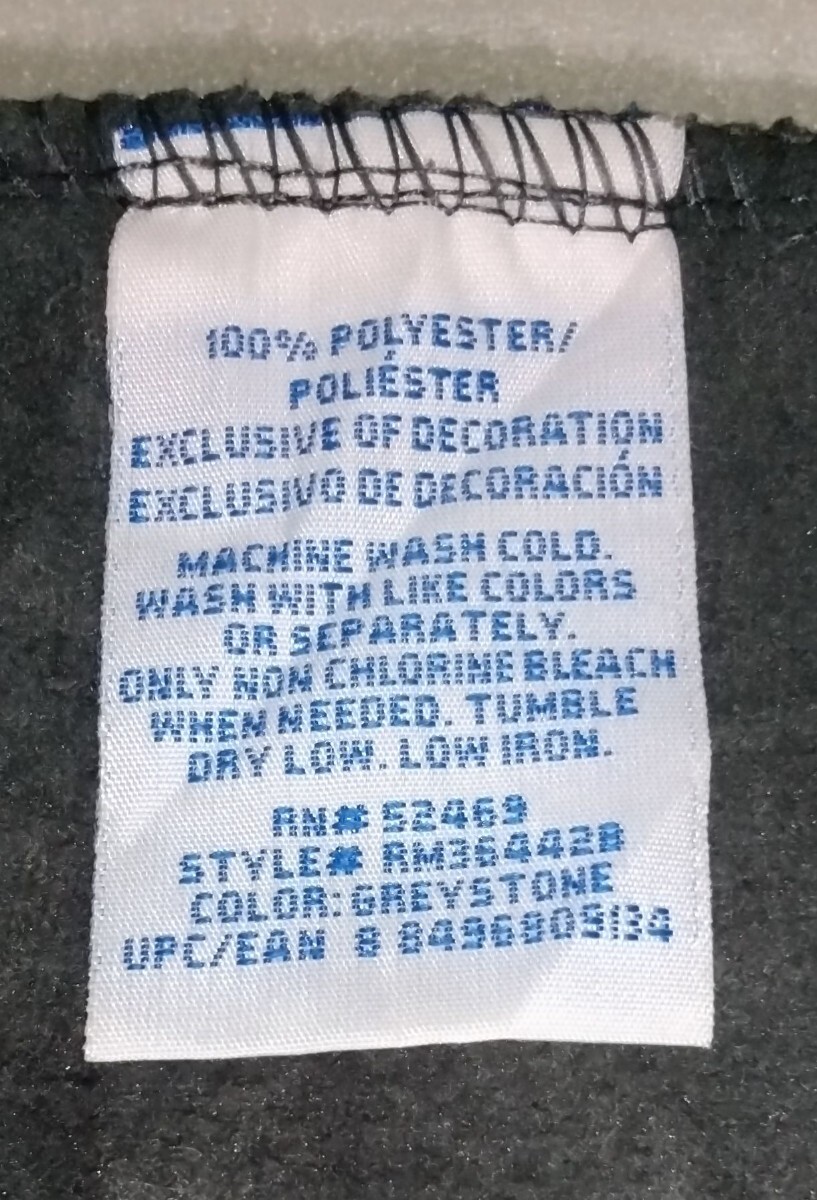 100% POLYESTER/
POLIÉSTER
EXCLUSIVE OF DECORATION
EXCLUSIVO DE DECORACIÓN
MACHINE WASH COLD.
WASH WITH LIKE COLORS
OR SEPARATELY.
ONLY NON CHLORINE BLEACH
WHEN NEEDED. TUMBLE
DRY LOW. LOW IRON.
RN# 52469
STYLE# RM364428
COLOR: GREYSTONE
UPC/EAN 8